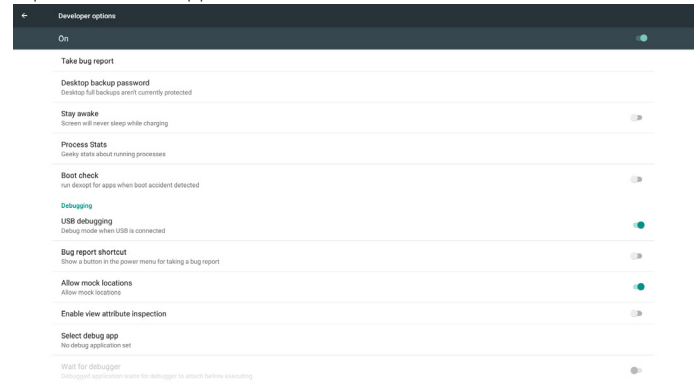 Developer options
On
Take bug report
Desktop backup password
Desktop full backups aren't currently protected
Stay awake
Screen will never sleep while charging
Process Stats
Geeky stats about running processes
Boot check
run dexopt for apps when boot accident detected
Debugging
USB debugging
Debug mode when USB is connected
Bug report shortcut
Show a button in the power menu for taking a bug report
Allow mock locations
Allow mock locations
Enable view attribute inspection
Select debug app
No debug application set
Wait for debugger
Debugged application waits for debugger to attach before executing